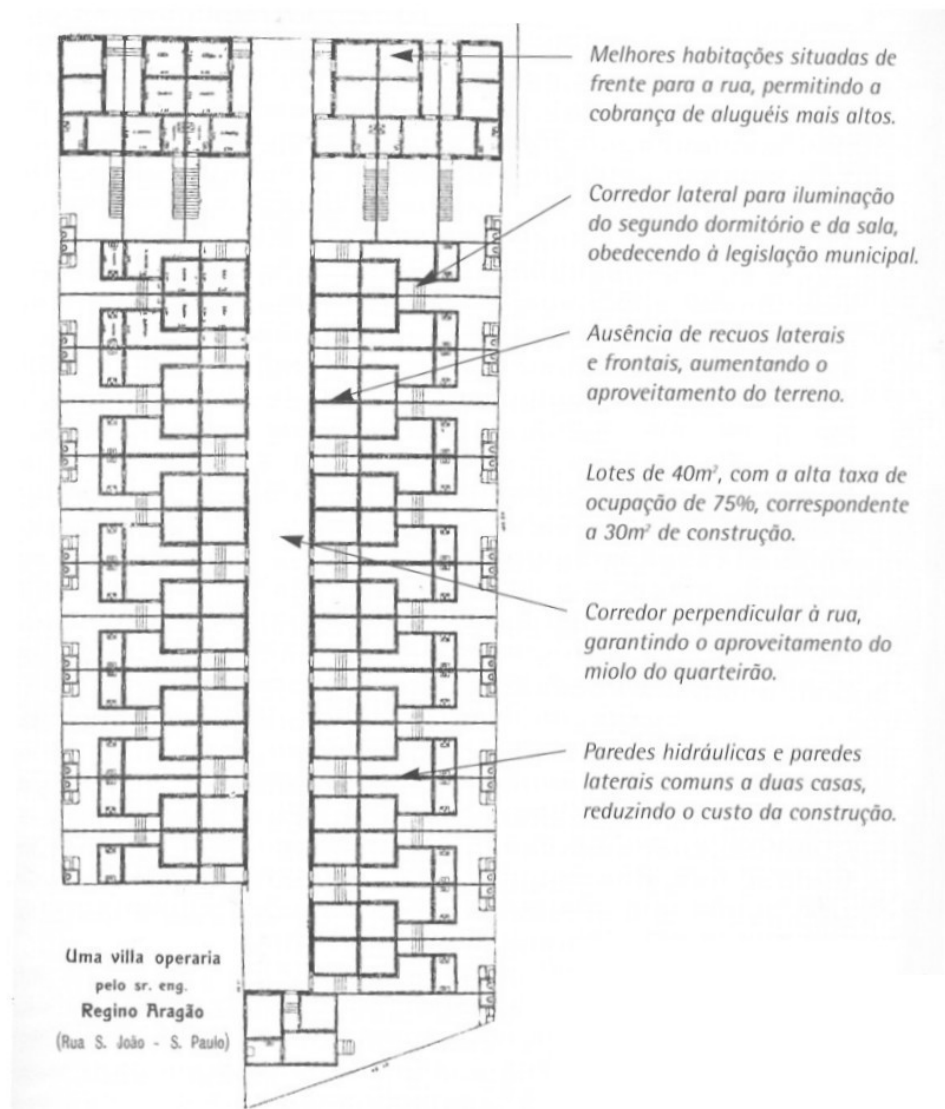 Melhores habitações situadas de
frente para a rua, permitindo a
cobrança de aluguéis mais altos.
Corredor lateral para iluminação
do segundo dormitório e da sala,
obedecendo à legislação municipal.
Ausência de recuos laterais
e frontais, aumentando o
aproveitamento do terreno.
Lotes de 40m², com a alta taxa de
ocupação de 75%, correspondente
a 30m² de construção.
Corredor perpendicular à rua,
garantindo o aproveitamento do
miolo do quarteirão.
Paredes hidráulicas e paredes
laterais comuns a duas casas,
reduzindo o custo da construção.
Uma villa operaria
pelo sr. eng.
Regino Aragão
(Rua S. João - S. Paulo)